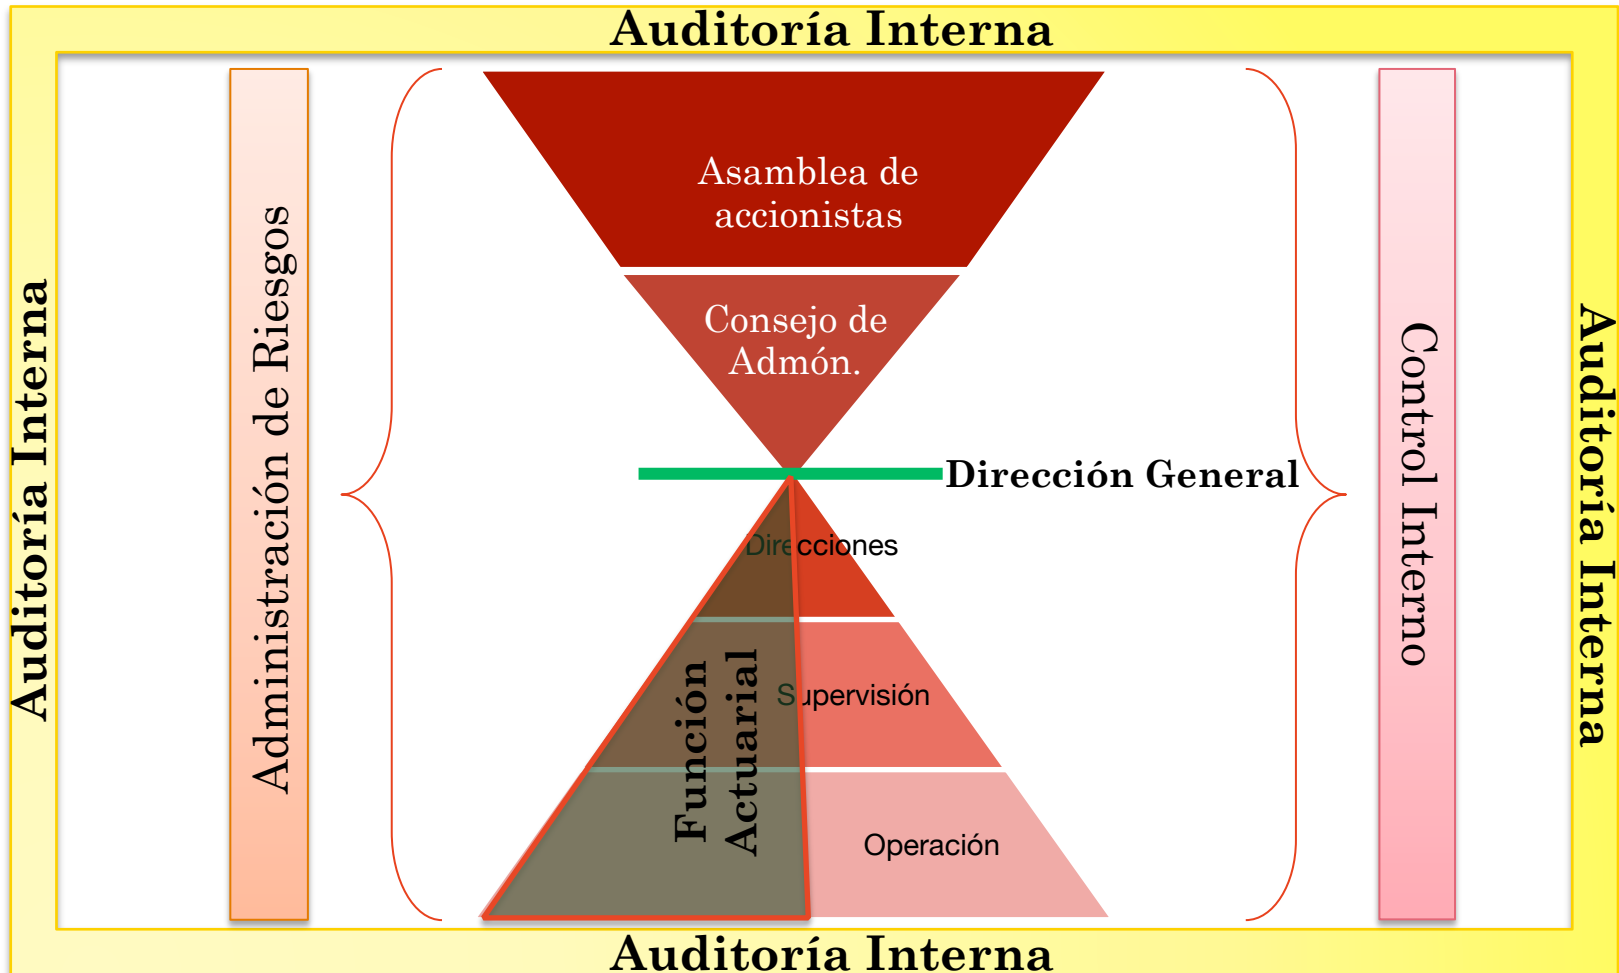 Auditoría Interna
Auditoría Interna
Administración de Riesgos
Asamblea de
accionistas
Consejo de
Admón.
Dirección General
Direcciones
Supervisión
Función
Actuarial
Operación
Control Interno
Auditoría Interna
Auditoría Interna